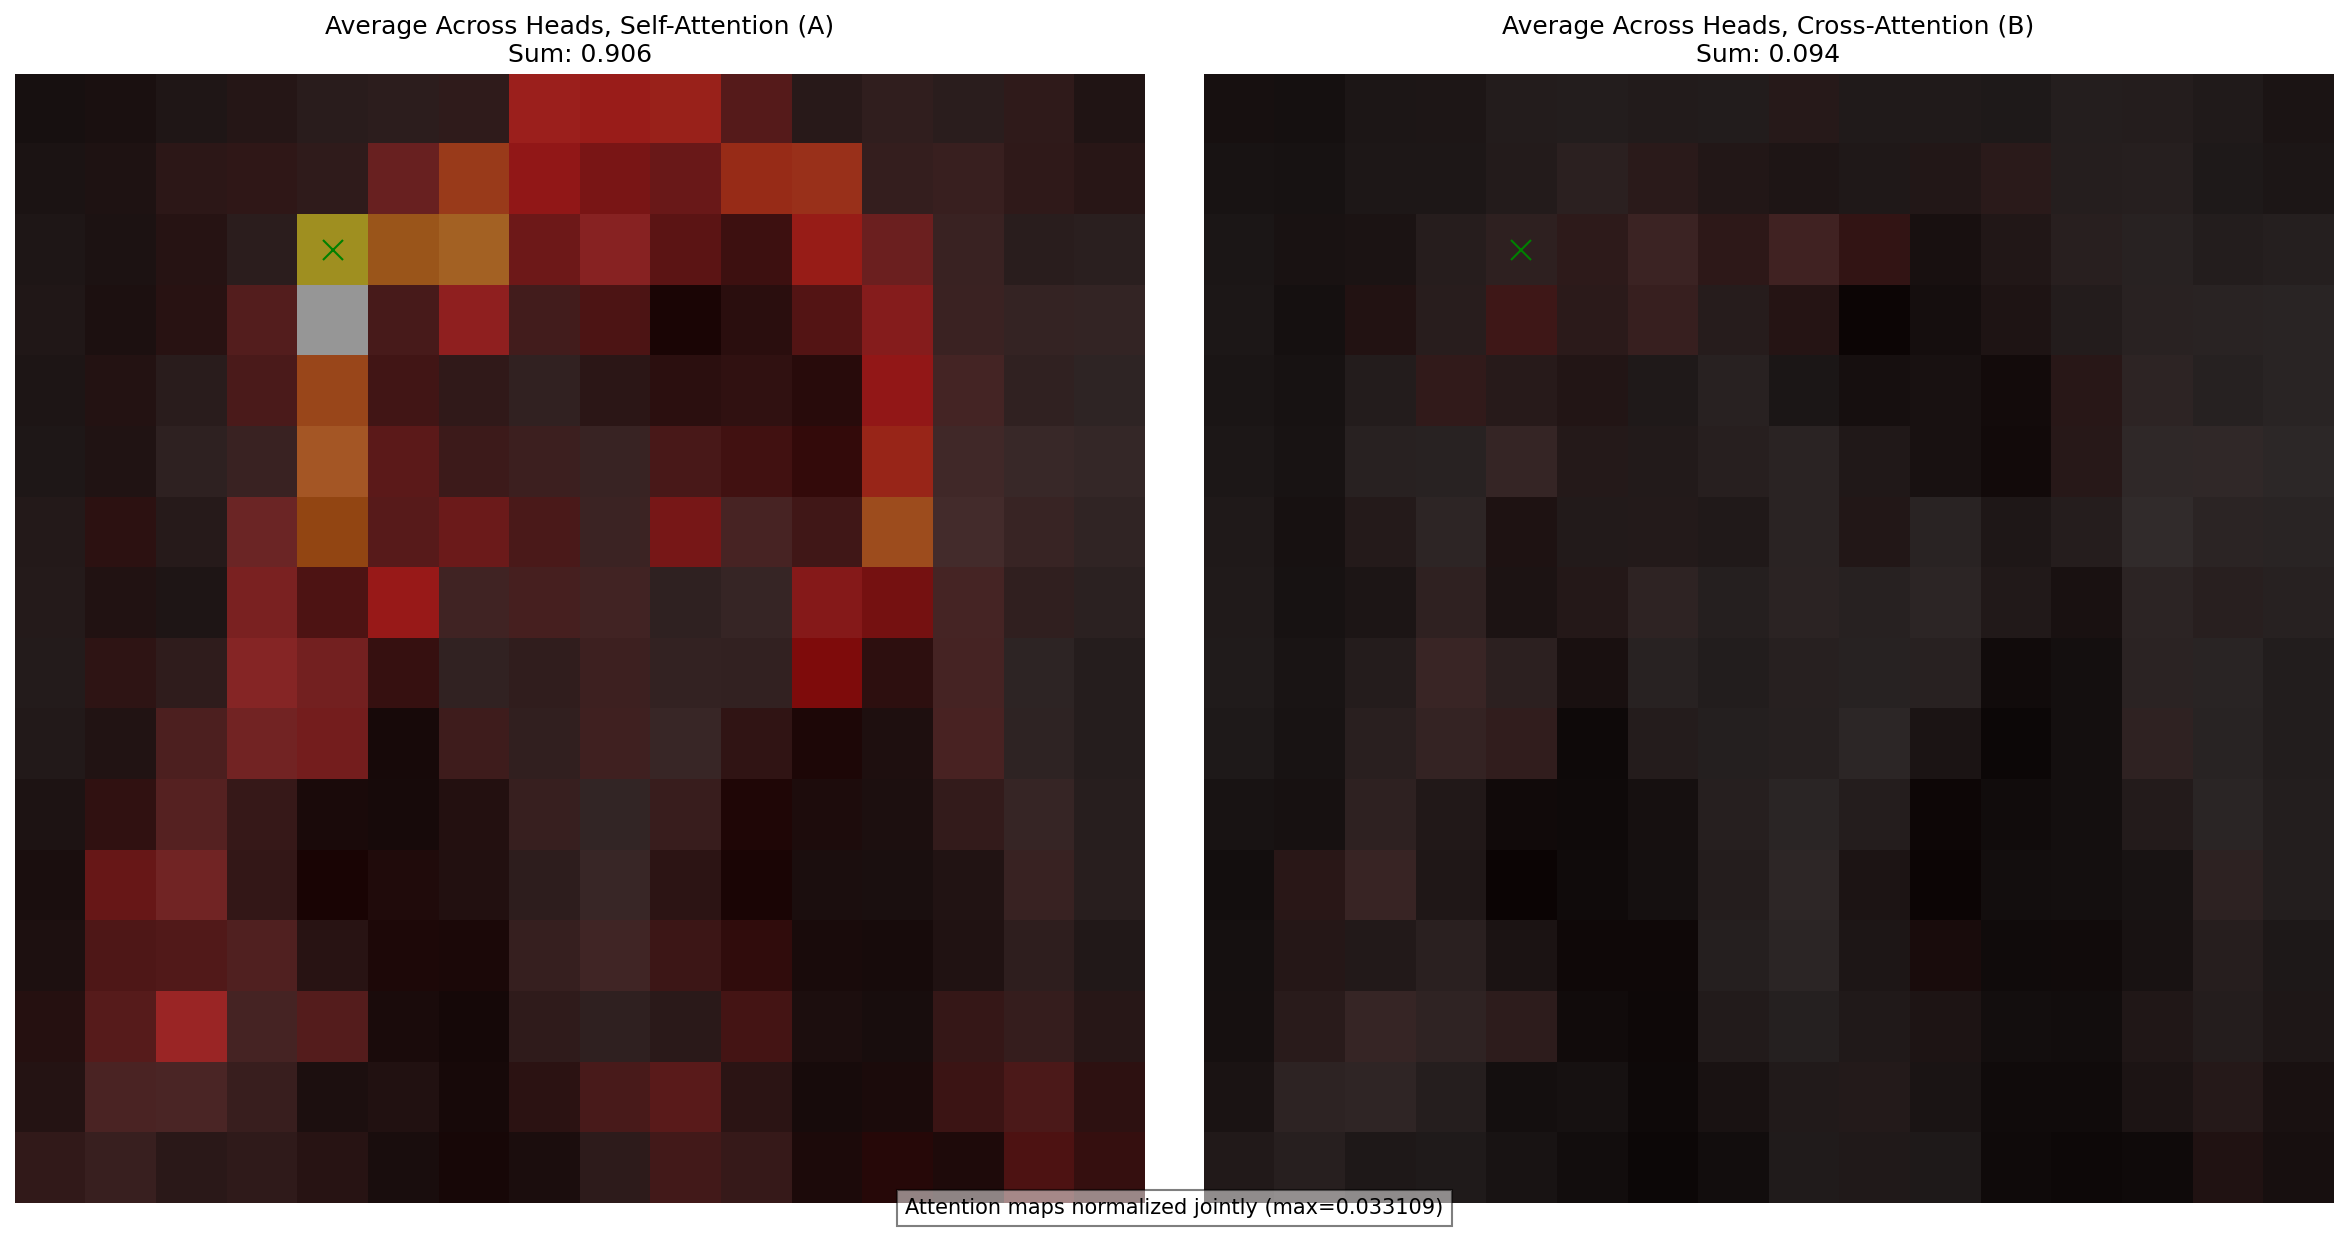 Average Across Heads, Self-Attention (A)
Sum: 0.906
Average Across Heads, Cross-Attention (B)
Sum: 0.094
Attention maps normalized jointly (max=0.033109)